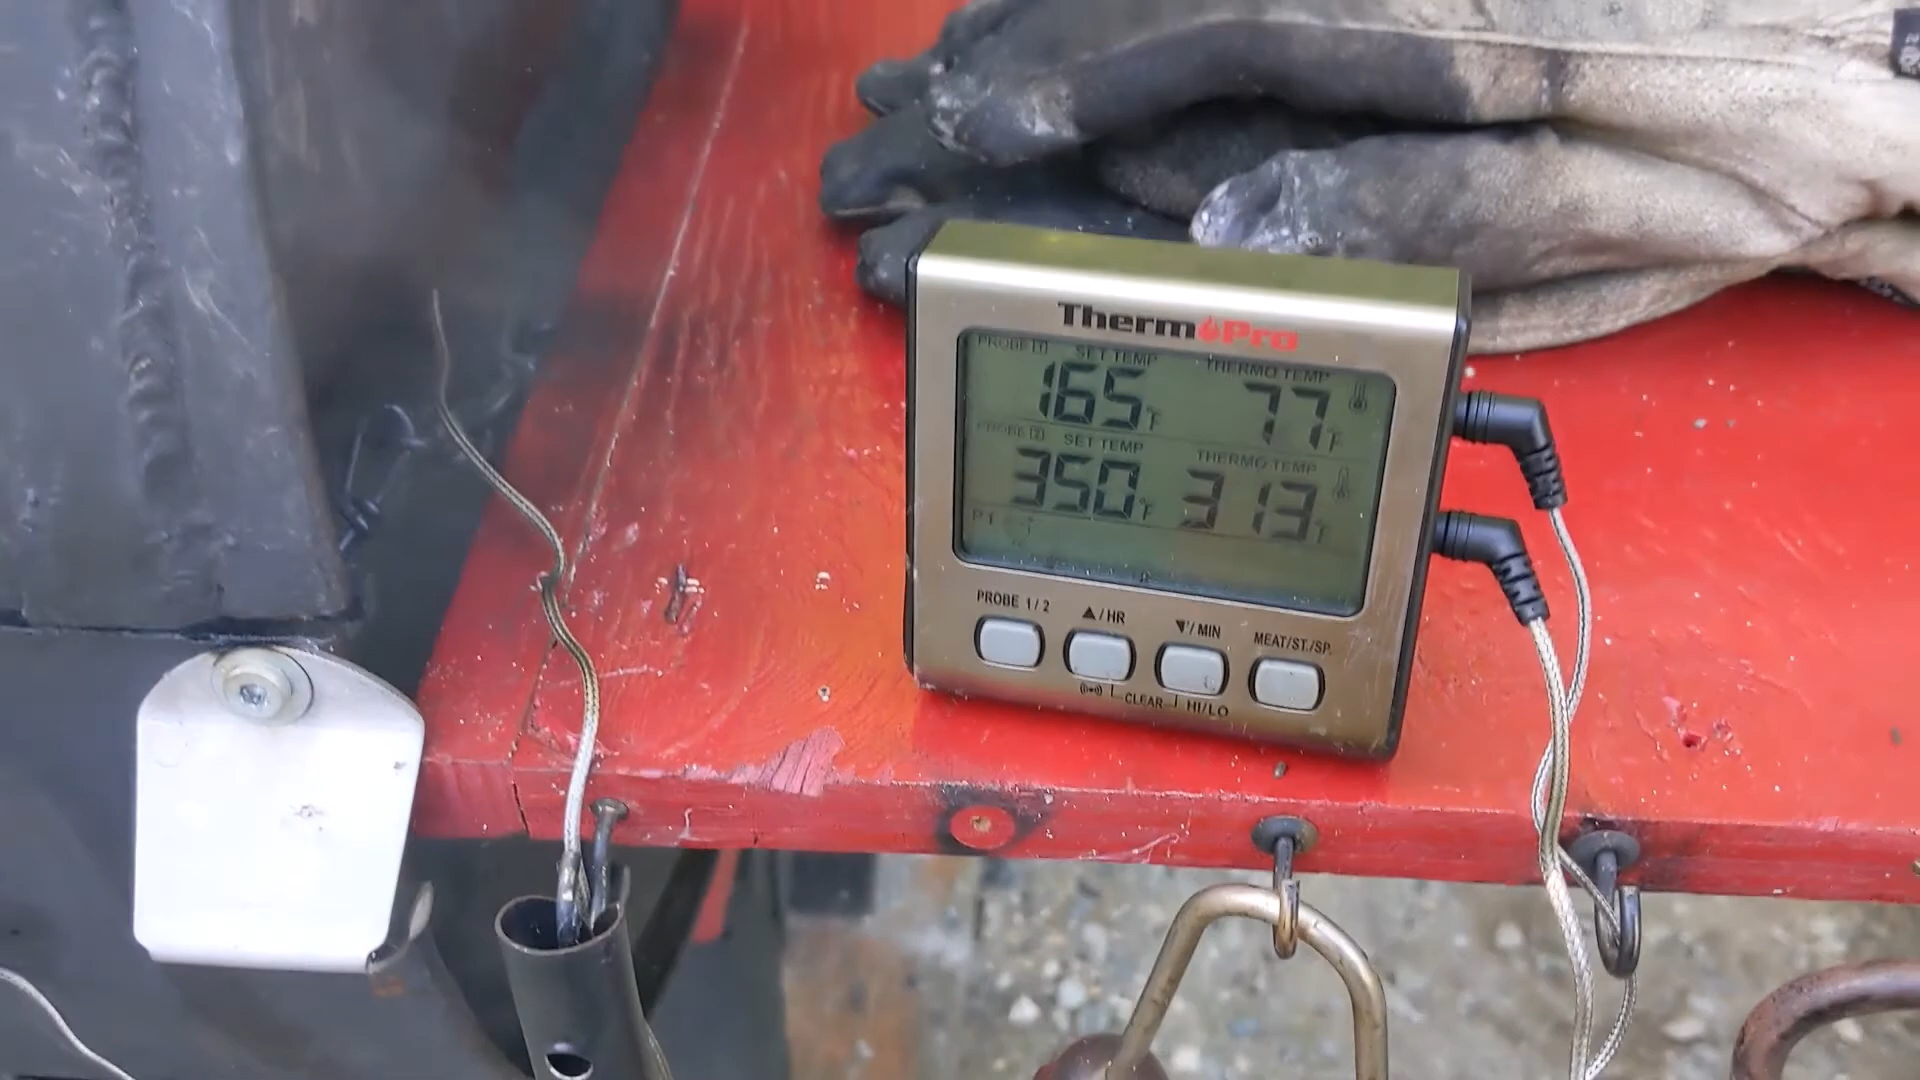 ThermoPro
PROBE 1 SET TEMP THERMO TEMP
165°F 77°F
PROBE 2 SET TEMP THERMO TEMP
350°F 313°F
P1
PROBE 1/2 ▲/HR ▼/MIN MEAT/ST./SP.
CLEAR HI/LO